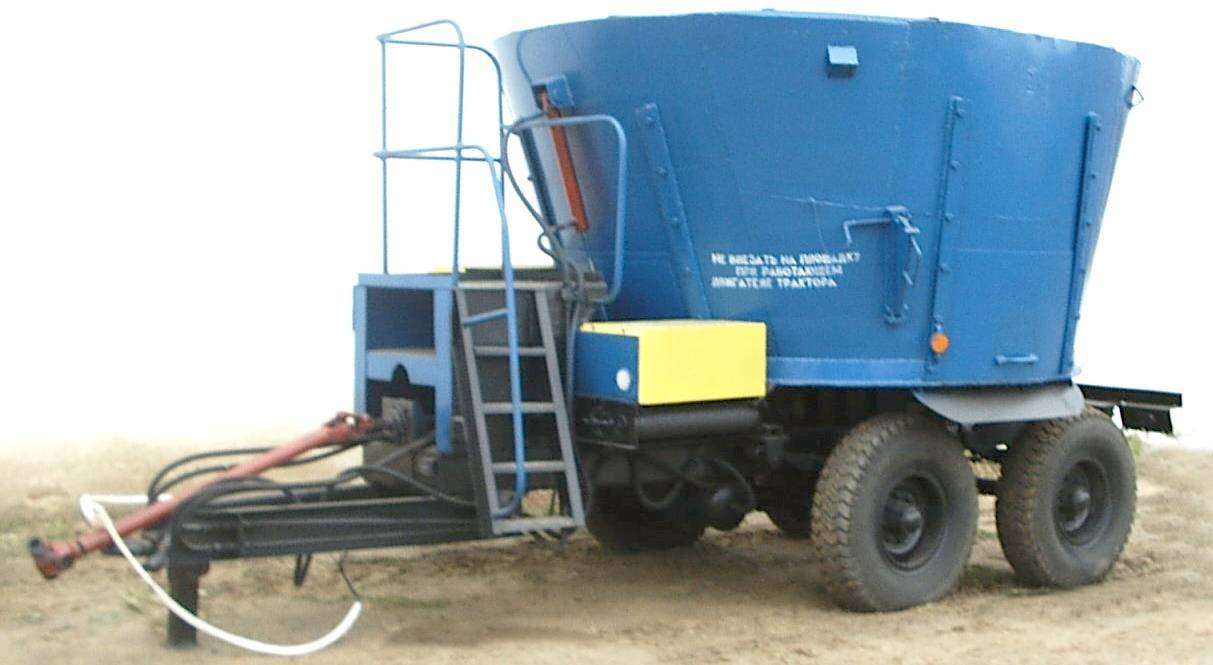 НЕ ВЛЕЗАТЬ НА ПЛОЩАДКУ
ПРИ РАБОТАЮЩЕМ
ДВИГАТЕЛЕ ТРАКТОРА